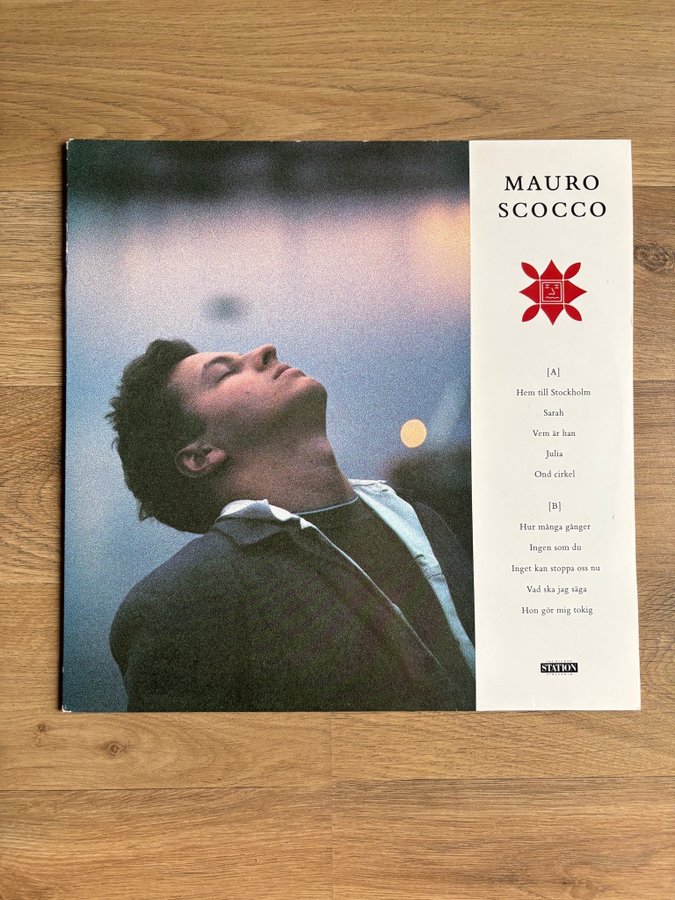 MAURO
SCOCCO
[A]
Hem till Stockholm
Sarah
Vem är han
Julia
Ond cirkel
[B]
Hur många gånger
Ingen som du
Inget kan stoppa oss nu
Vad ska jag säga
Hon gör mig tokig
STATION
STOCKHOLM